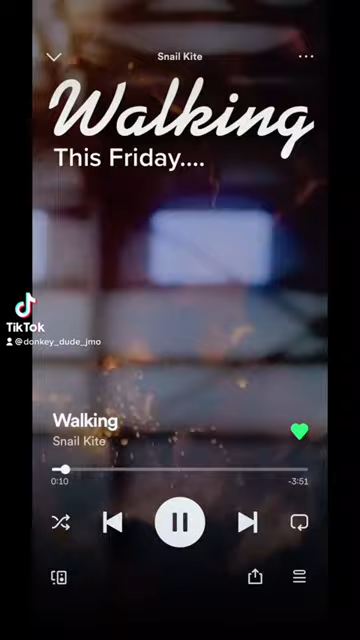 Snail Kite
Walking
This Friday....
TikTok
@donkey_dude_jmo
Walking
Snail Kite
0:10
-3:51